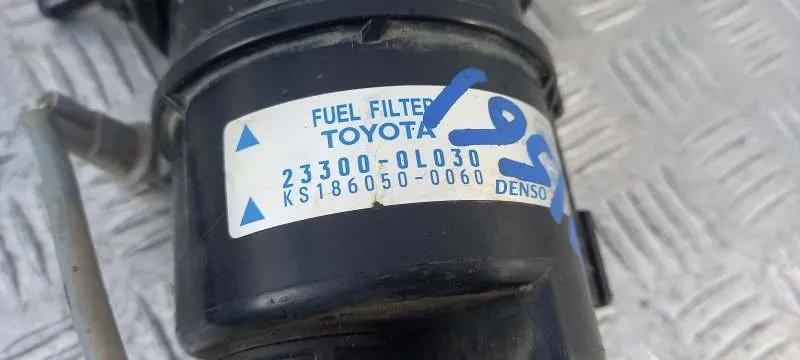 FUEL FILTER
TOYOTA
23300-0L030
KS186050-0060
DENSO